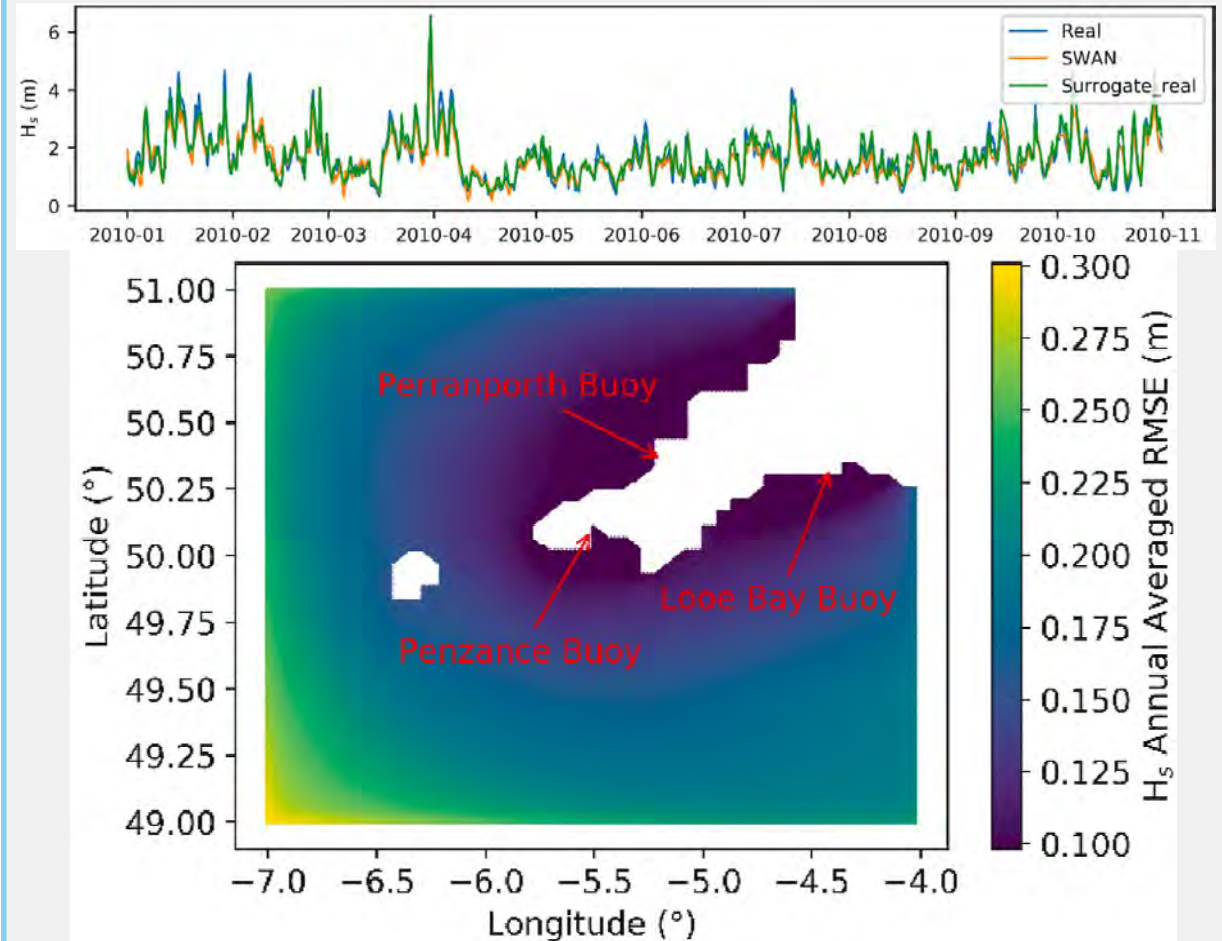 6
4
2
0
H_s (m)
Real
SWAN
Surrogate_real
2010-01 2010-02 2010-03 2010-04 2010-05 2010-06 2010-07 2010-08 2010-09 2010-10 2010-11
51.00
50.75
50.50
50.25
50.00
49.75
49.50
49.25
49.00
Latitude (°)
Perranporth Buoy
Looe Bay Buoy
Penzance Buoy
−7.0 −6.5 −6.0 −5.5 −5.0 −4.5 −4.0
Longitude (°)
0.300
0.275
0.250
0.225
0.200
0.175
0.150
0.125
0.100
H_s Annual Averaged RMSE (m)